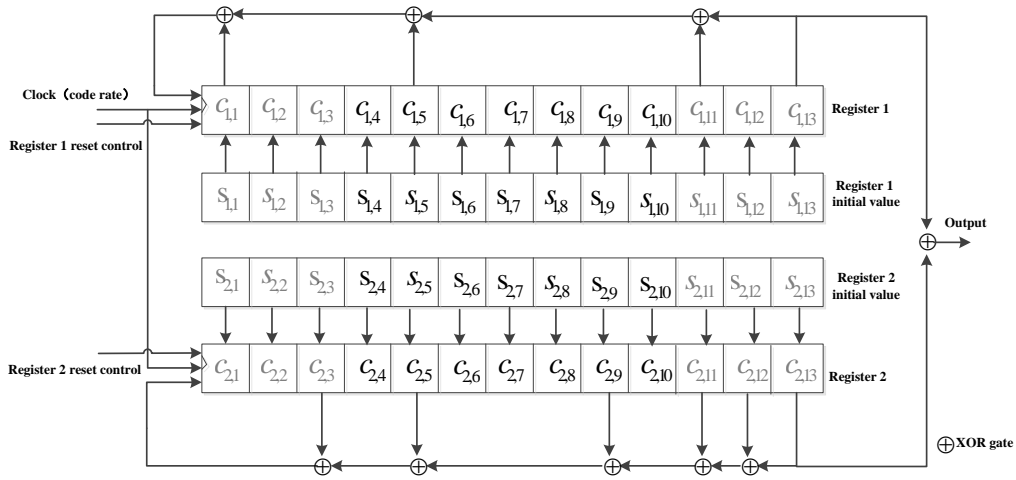 Clock（code rate）
C1,1 C1,2 C1,3 C1,4 C1,5 C1,6 C1,7 C1,8 C1,9 C1,10 C1,11 C1,12 C1,13
Register 1
Register 1 reset control
S1,1 S1,2 S1,3 S1,4 S1,5 S1,6 S1,7 S1,8 S1,9 S1,10 S1,11 S1,12 S1,13
Register 1
initial value
Output
S2,1 S2,2 S2,3 S2,4 S2,5 S2,6 S2,7 S2,8 S2,9 S2,10 S2,11 S2,12 S2,13
Register 2
initial value
Register 2 reset control
C2,1 C2,2 C2,3 C2,4 C2,5 C2,6 C2,7 C2,8 C2,9 C2,10 C2,11 C2,12 C2,13
Register 2
⊕XOR gate